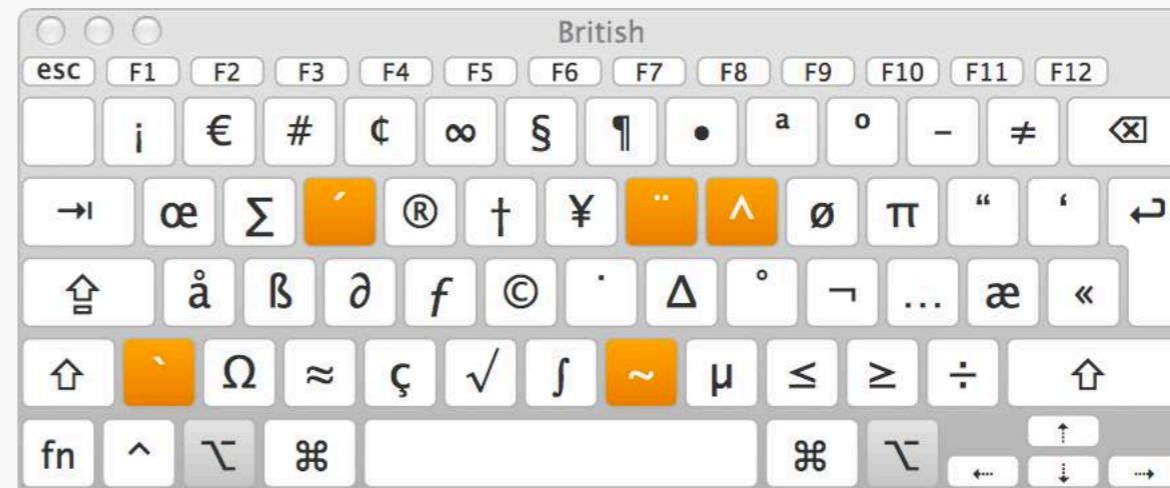 British
esc F1 F2 F3 F4 F5 F6 F7 F8 F9 F10 F11 F12
¡ € # ¢ ∞ § ¶ • ª º – ≠ ⌫
⇥ œ ∑ ´ ® † ¥ ¨ ^ ø π “ ‘ ↩
⇪ å ß ∂ ƒ © ˙ ∆ ˚ ¬ … æ «
⇧ ` Ω ≈ ç √ ∫ ~ µ ≤ ≥ ÷ ⇧
fn ^ ⌥ ⌘ ⌘ ⌥ ⇠ ⇡ ⇣ ⇢